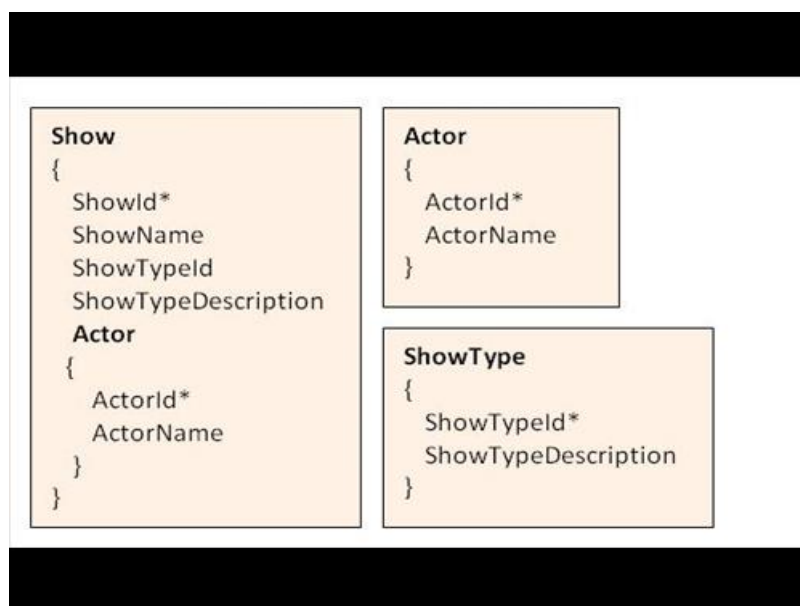 Show
{
ShowId*
ShowName
ShowTypeId
ShowTypeDescription
Actor
{
ActorId*
ActorName
}
}
Actor
{
ActorId*
ActorName
}
ShowType
{
ShowTypeId*
ShowTypeDescription
}